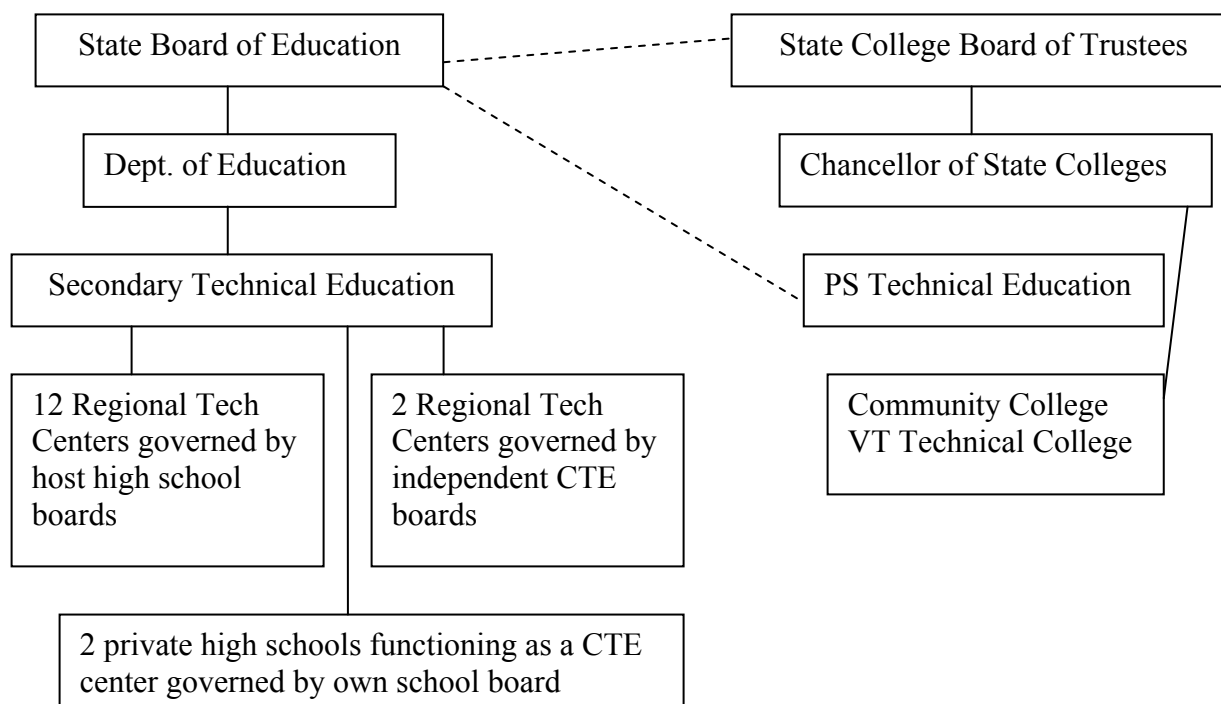 State Board of Education
State College Board of Trustees
Dept. of Education
Chancellor of State Colleges
Secondary Technical Education
PS Technical Education
12 Regional Tech
Centers governed by
host high school
boards
2 Regional Tech
Centers governed by
independent CTE
boards
Community College
VT Technical College
2 private high schools functioning as a CTE
center governed by own school board